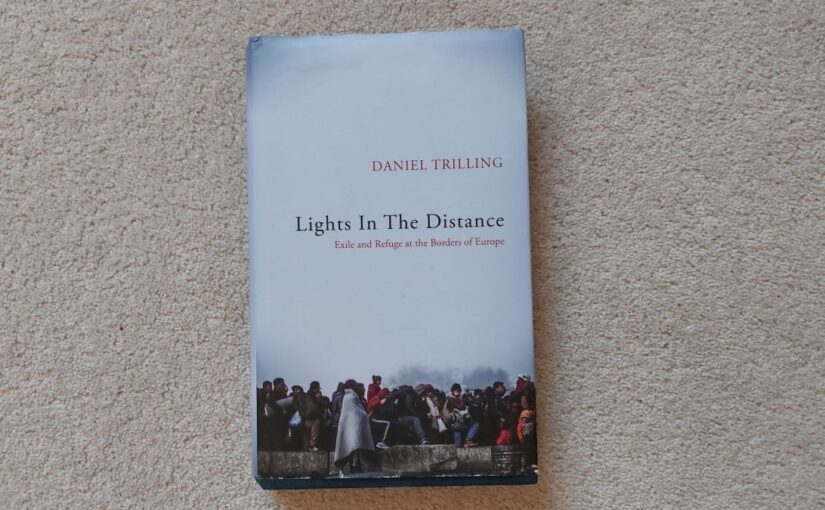 DANIEL TRILLING
Lights In The Distance
Exile and Refuge at the Borders of Europe